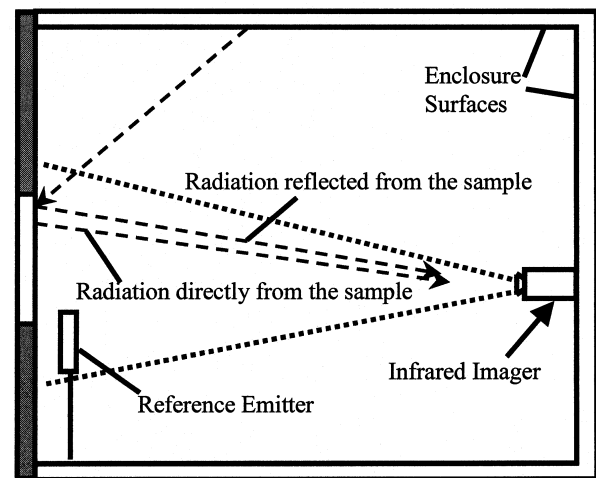 Enclosure
Surfaces
Radiation reflected from the sample
Radiation directly from the sample
Infrared Imager
Reference Emitter